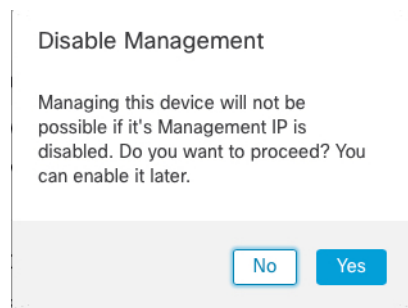 Disable Management
Managing this device will not be
possible if it's Management IP is
disabled. Do you want to proceed? You
can enable it later.
No
Yes